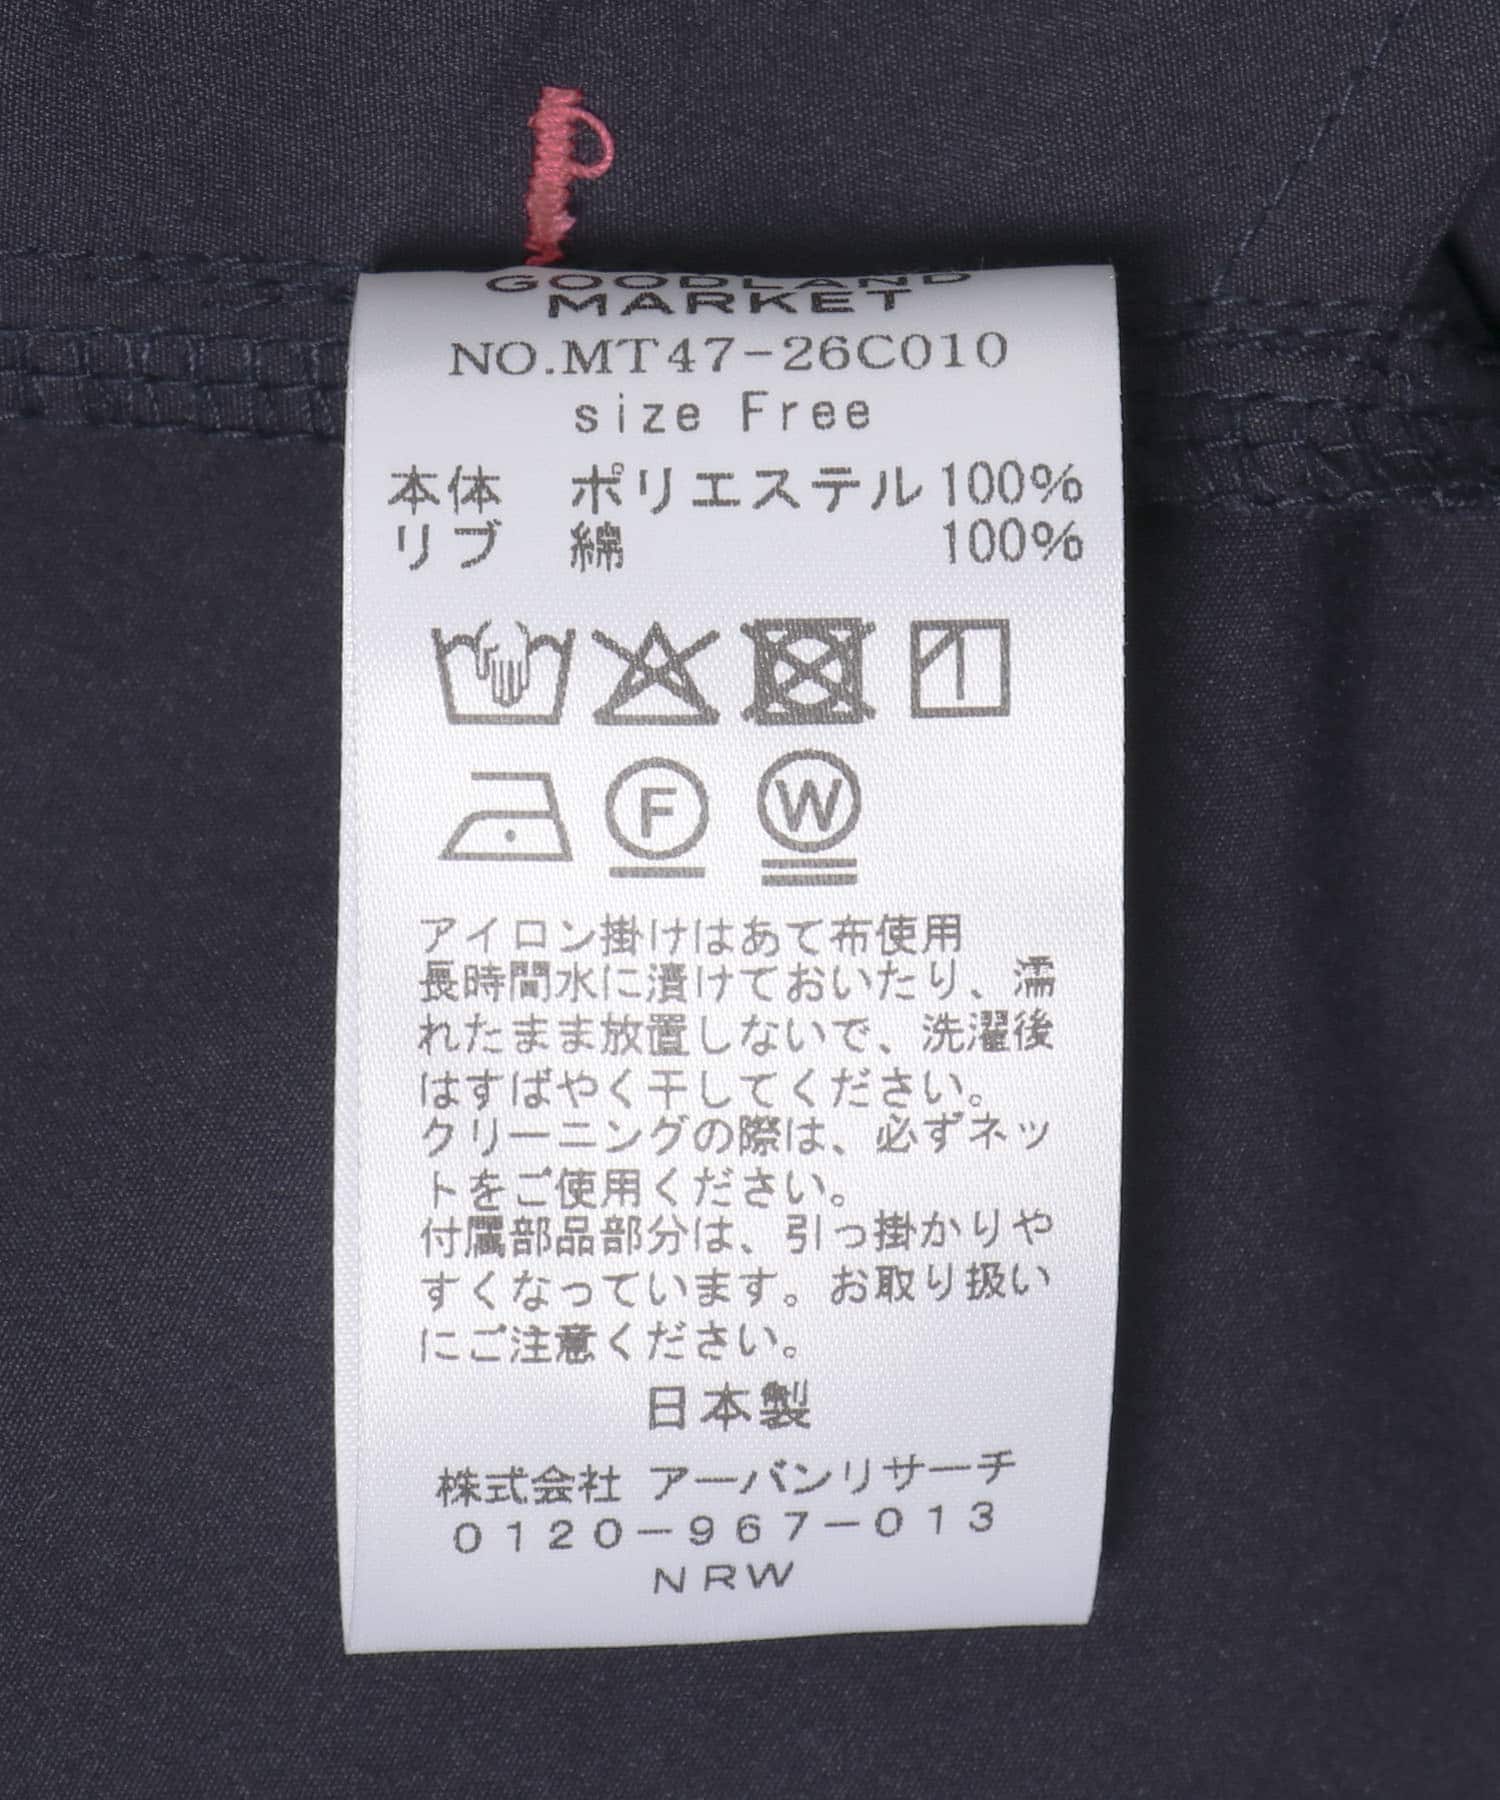 GOODLAND
MARKET
NO.MT47-26C010
size Free
本体 ポリエステル 100%
リブ 綿 100%
F W
アイロン掛けはあて布使用
長時間水に漬けておいたり、濡
れたまま放置しないで、洗濯後
はすばやく干してください。
クリーニングの際は、必ずネッ
トをご使用ください。
付属部品部分は、引っ掛かりや
すくなっています。お取り扱い
にご注意ください。
日本製
株式会社 アーバンリサーチ
0120-967-013
NRW